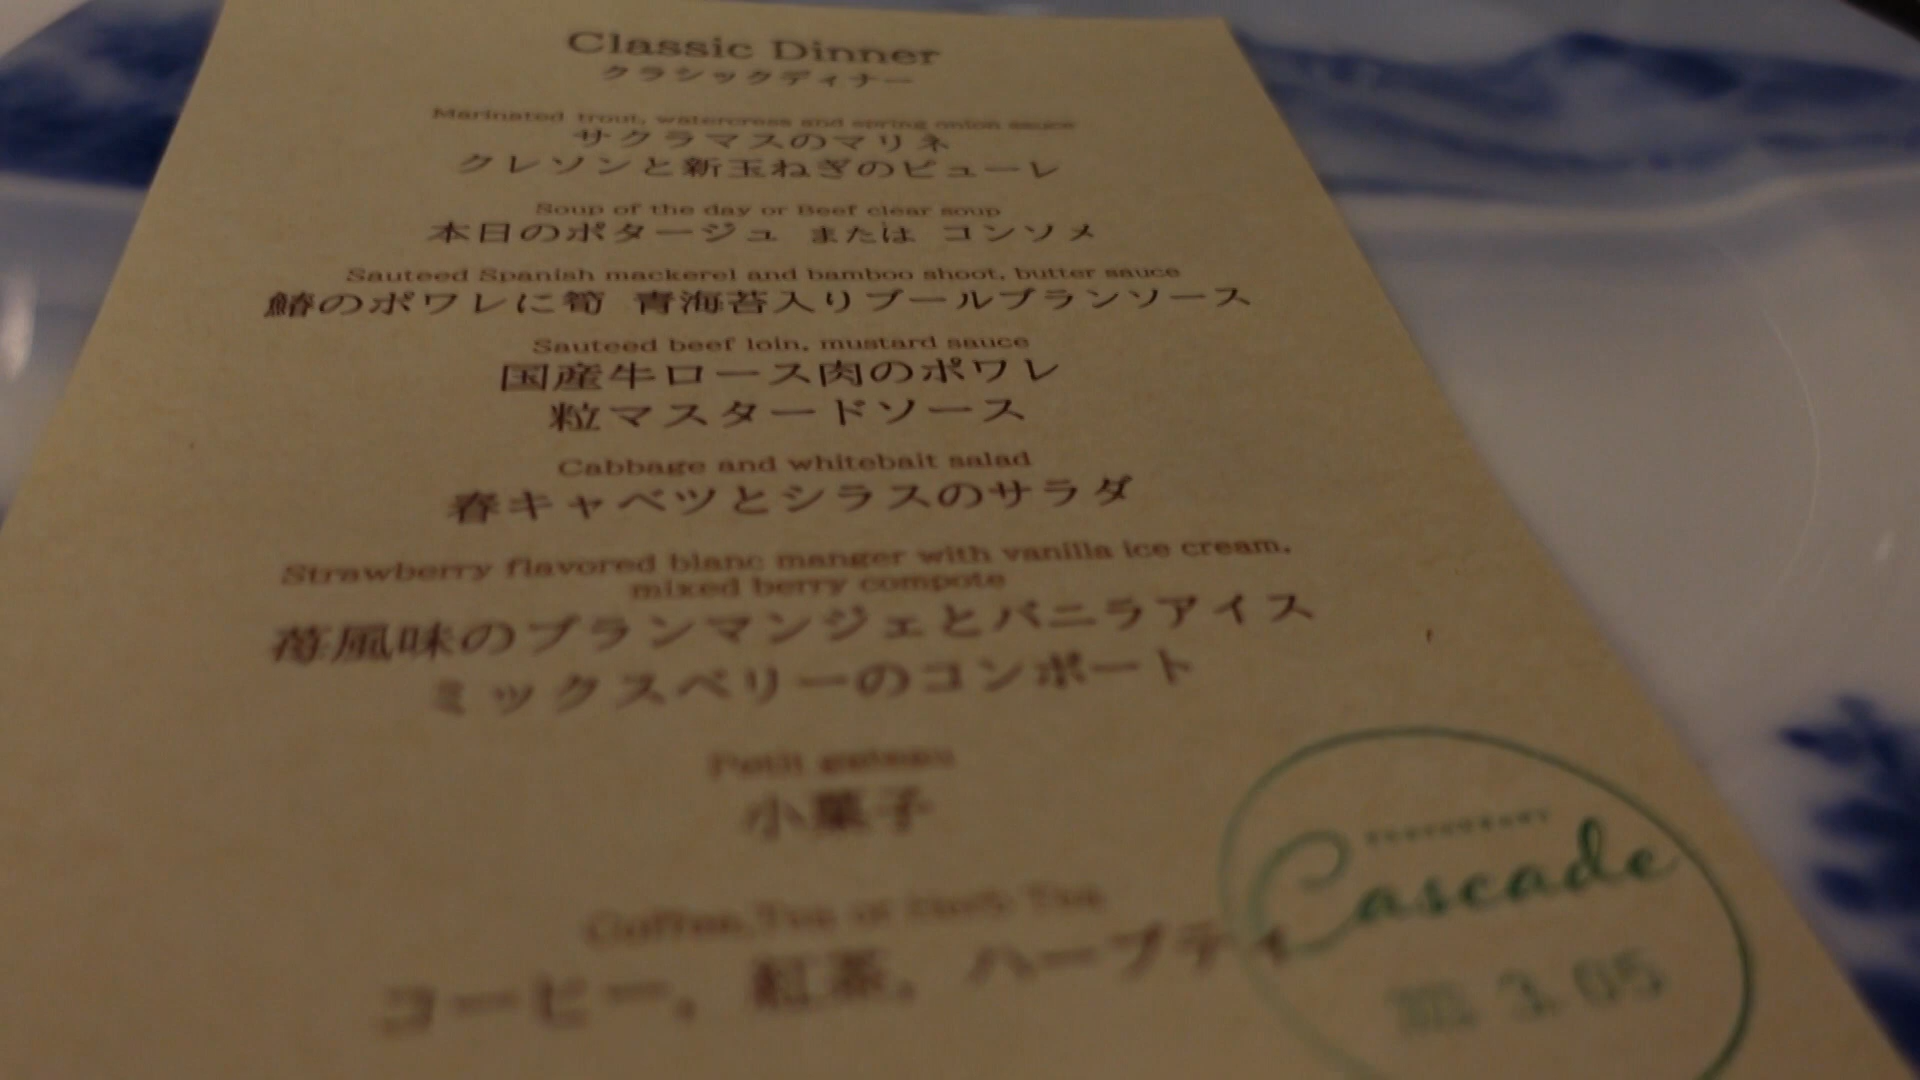 Classic Dinner
クラシックディナー
Marinated trout, watercress and spring onion sauce
サクラマスのマリネ
クレソンと新玉ねぎのピューレ
Soup of the day or Beef clear soup
本日のポタージュ または コンソメ
Sauteed Spanish mackerel and bamboo shoot, butter sauce
鰆のポワレに筍 青海苔入りブールブランソース
Sauteed beef loin, mustard sauce
国産牛ロース肉のポワレ
粒マスタードソース
Cabbage and whitebait salad
春キャベツとシラスのサラダ
Strawberry flavored blanc manger with vanilla ice cream,
mixed berry compote
苺風味のブランマンジェとバニラアイス
ミックスベリーのコンポート
Petit gateau
小菓子
Coffee,Tea or Herb Tea
コーヒー, 紅茶, ハーブティ
Cascade
3. 05